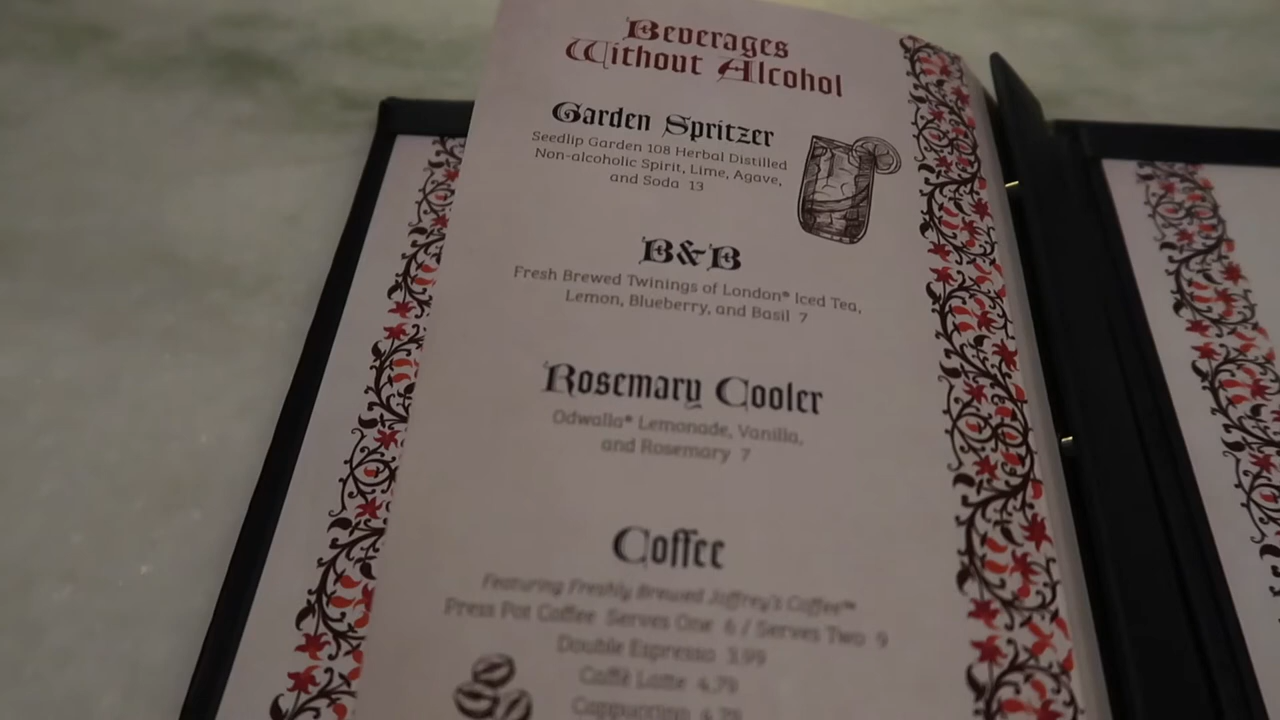 Beverages
Without Alcohol
Garden Spritzer
Seedlip Garden 108 Herbal Distilled
Non-alcoholic Spirit, Lime, Agave,
and Soda 13
B&B
Fresh Brewed Twinings of London® Iced Tea,
Lemon, Blueberry, and Basil 7
Rosemary Cooler
Odwalla® Lemonade, Vanilla,
and Rosemary 7
Coffee
Featuring Freshly Brewed Joffrey's Coffee™
Press Pot Coffee Serves One 6 / Serves Two 9
Double Espresso 3.99
Caffè Latte 4.79
Cappuccino 4.79